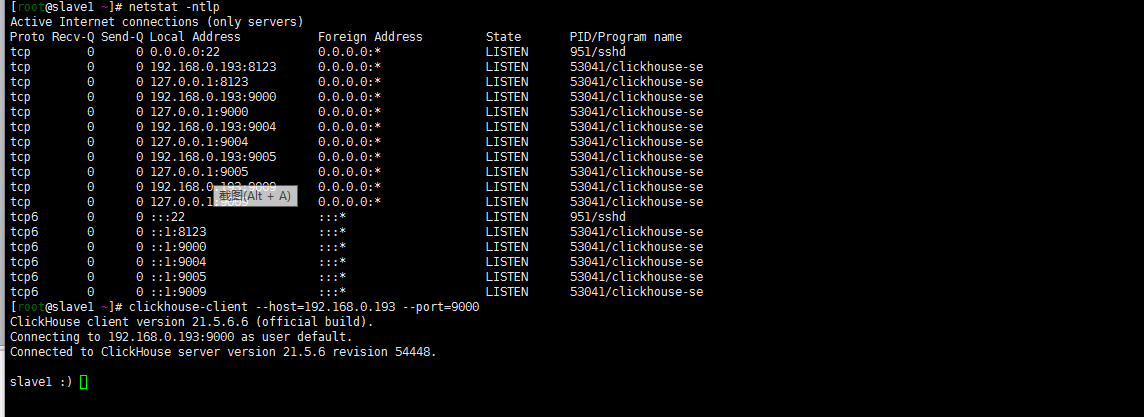 [root@slave1 ~]# netstat -ntlp
Active Internet connections (only servers)
Proto Recv-Q Send-Q Local Address           Foreign Address         State       PID/Program name
tcp        0      0 0.0.0.0:22              0.0.0.0:*               LISTEN      951/sshd
tcp        0      0 192.168.0.193:8123      0.0.0.0:*               LISTEN      53041/clickhouse-se
tcp        0      0 127.0.0.1:8123          0.0.0.0:*               LISTEN      53041/clickhouse-se
tcp        0      0 192.168.0.193:9000      0.0.0.0:*               LISTEN      53041/clickhouse-se
tcp        0      0 127.0.0.1:9000          0.0.0.0:*               LISTEN      53041/clickhouse-se
tcp        0      0 192.168.0.193:9004      0.0.0.0:*               LISTEN      53041/clickhouse-se
tcp        0      0 127.0.0.1:9004          0.0.0.0:*               LISTEN      53041/clickhouse-se
tcp        0      0 192.168.0.193:9005      0.0.0.0:*               LISTEN      53041/clickhouse-se
tcp        0      0 127.0.0.1:9005          0.0.0.0:*               LISTEN      53041/clickhouse-se
tcp        0      0 192.168.0.193:9009      0.0.0.0:*               LISTEN      53041/clickhouse-se
截图(Alt + A)
tcp        0      0 127.0.0.1:9009          0.0.0.0:*               LISTEN      53041/clickhouse-se
tcp6       0      0 :::22                   :::*                    LISTEN      951/sshd
tcp6       0      0 ::1:8123                :::*                    LISTEN      53041/clickhouse-se
tcp6       0      0 ::1:9000                :::*                    LISTEN      53041/clickhouse-se
tcp6       0      0 ::1:9004                :::*                    LISTEN      53041/clickhouse-se
tcp6       0      0 ::1:9005                :::*                    LISTEN      53041/clickhouse-se
tcp6       0      0 ::1:9009                :::*                    LISTEN      53041/clickhouse-se
[root@slave1 ~]# clickhouse-client --host=192.168.0.193 --port=9000
ClickHouse client version 21.5.6.6 (official build).
Connecting to 192.168.0.193:9000 as user default.
Connected to ClickHouse server version 21.5.6 revision 54448.
slave1 :)